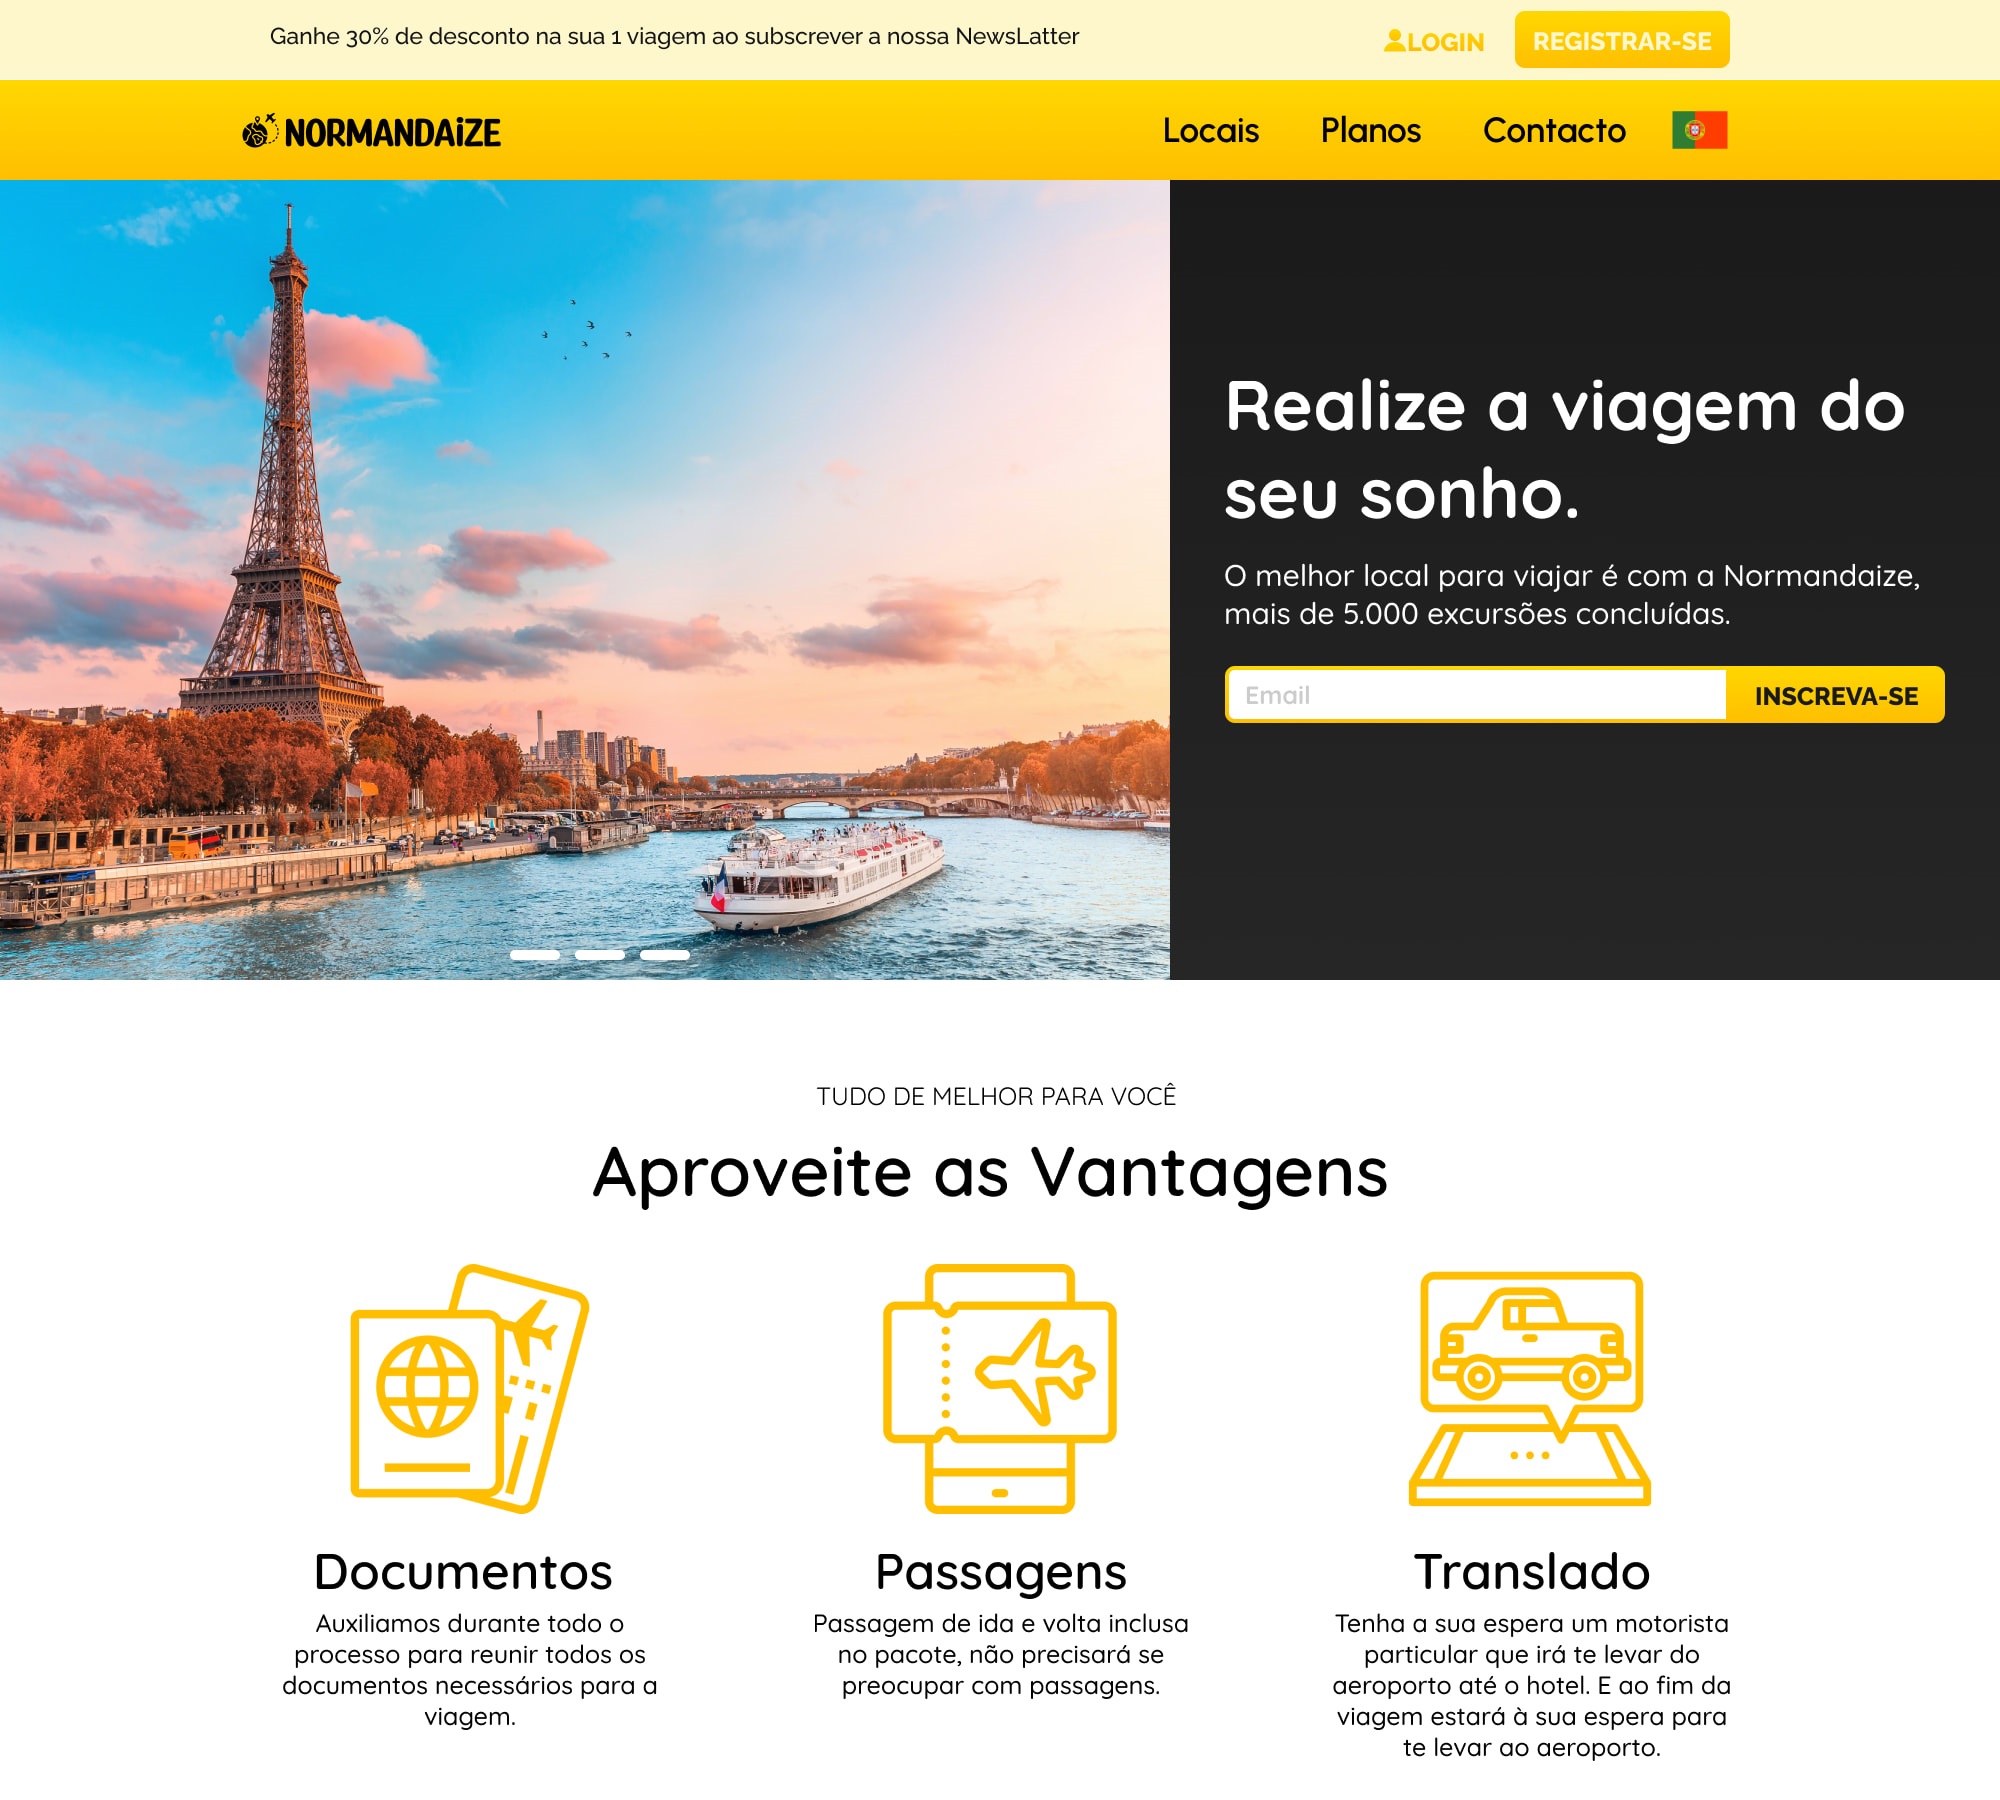 Ganhe 30% de desconto na sua 1 viagem ao subscrever a nossa NewsLatter
LOGIN
REGISTRAR-SE
NORMANDAiZE
Locais
Planos
Contacto
Realize a viagem do
seu sonho.
O melhor local para viajar é com a Normandaize,
mais de 5.000 excursões concluídas.
Email
INSCREVA-SE
TUDO DE MELHOR PARA VOCÊ
Aproveite as Vantagens
Documentos
Auxiliamos durante todo o
processo para reunir todos os
documentos necessários para a
viagem.
Passagens
Passagem de ida e volta inclusa
no pacote, não precisará se
preocupar com passagens.
Translado
Tenha a sua espera um motorista
particular que irá te levar do
aeroporto até o hotel. E ao fim da
viagem estará à sua espera para
te levar ao aeroporto.